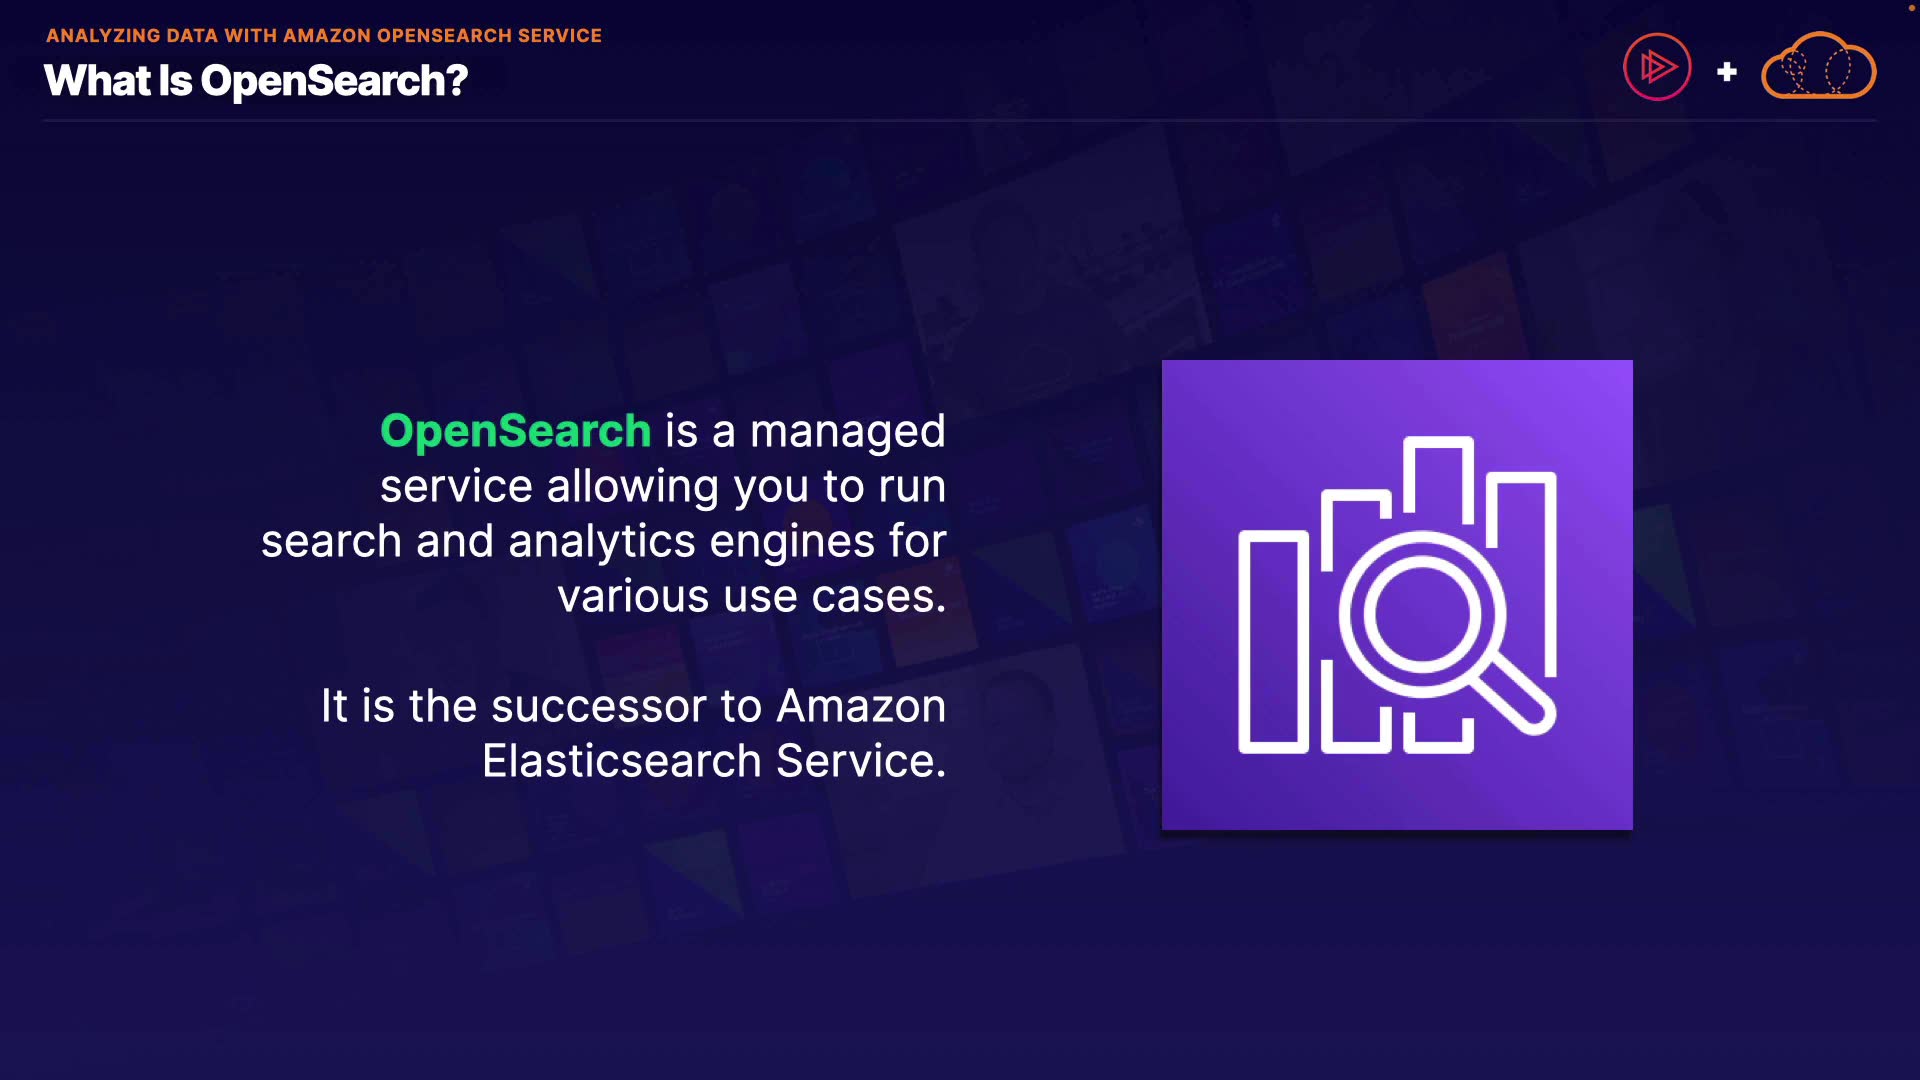 ANALYZING DATA WITH AMAZON OPENSEARCH SERVICE
What Is OpenSearch?
OpenSearch is a managed
service allowing you to run
search and analytics engines for
various use cases.
It is the successor to Amazon
Elasticsearch Service.